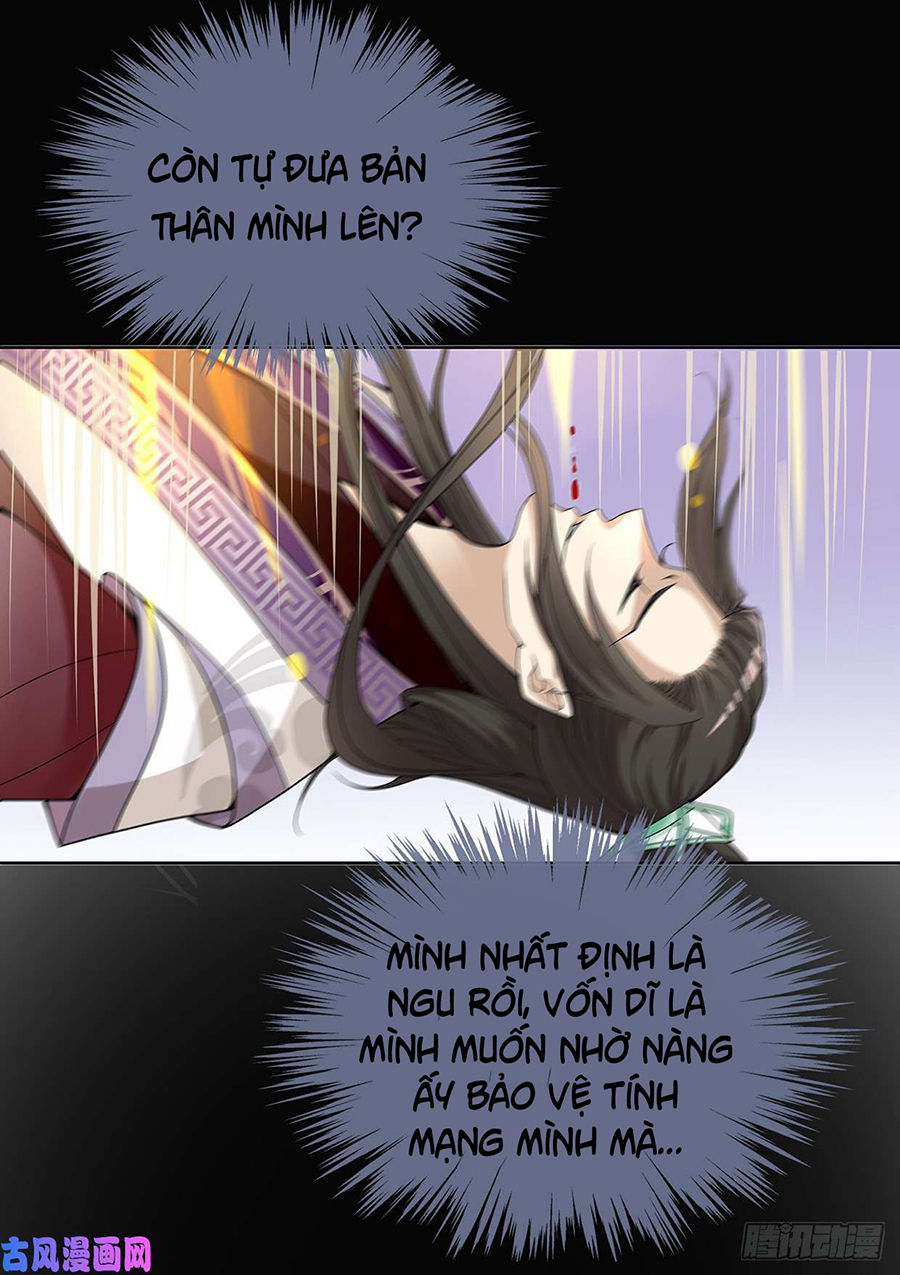 CÒN TỰ ĐƯA BẢN
THÂN MÌNH LÊN?
MÌNH NHẤT ĐỊNH LÀ
NGU RỒI, VỐN DĨ LÀ
MÌNH MUỐN NHỜ NÀNG
ẤY BẢO VỆ TÍNH
MẠNG MÌNH MÀ...
古风漫画网
腾讯动漫